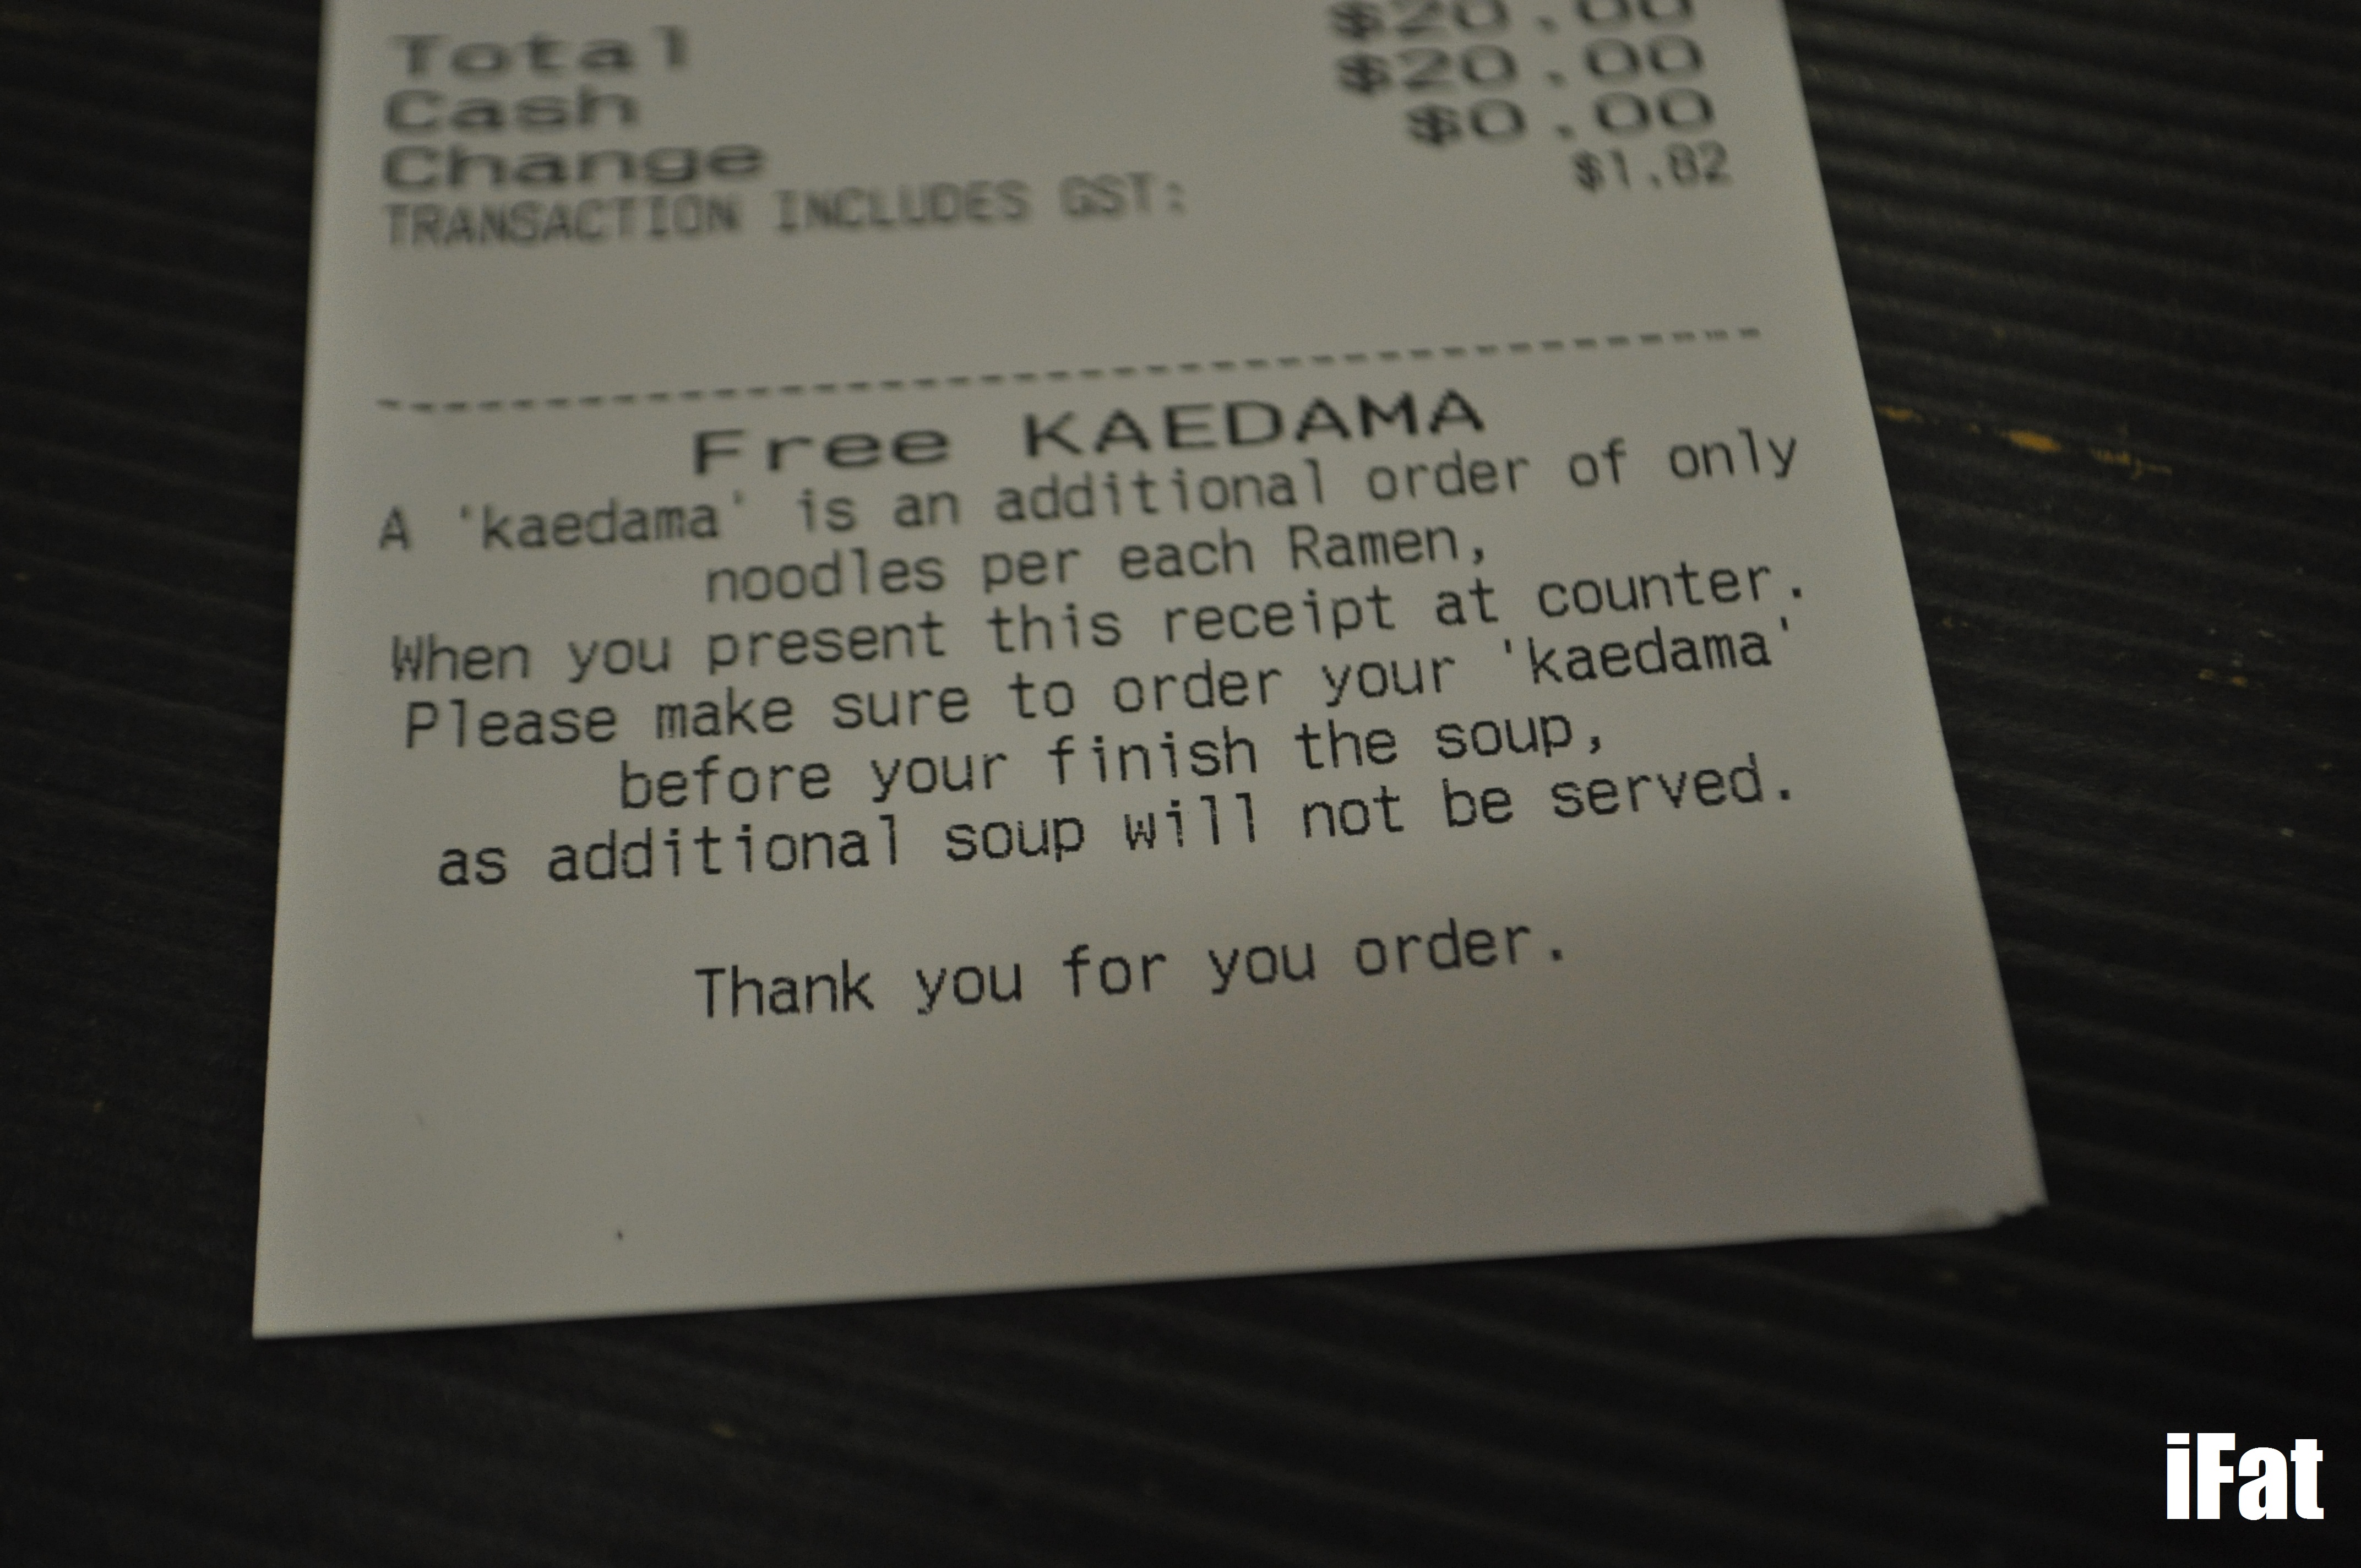 Total $20.00
Cash $20.00
Change $0.00
TRANSACTION INCLUDES GST: $1.82
--------------------------------------
Free KAEDAMA
A 'kaedama' is an additional order of only
noodles per each Ramen,
When you present this receipt at counter.
Please make sure to order your 'kaedama'
before your finish the soup,
as additional soup will not be served.
Thank you for you order.
iFat